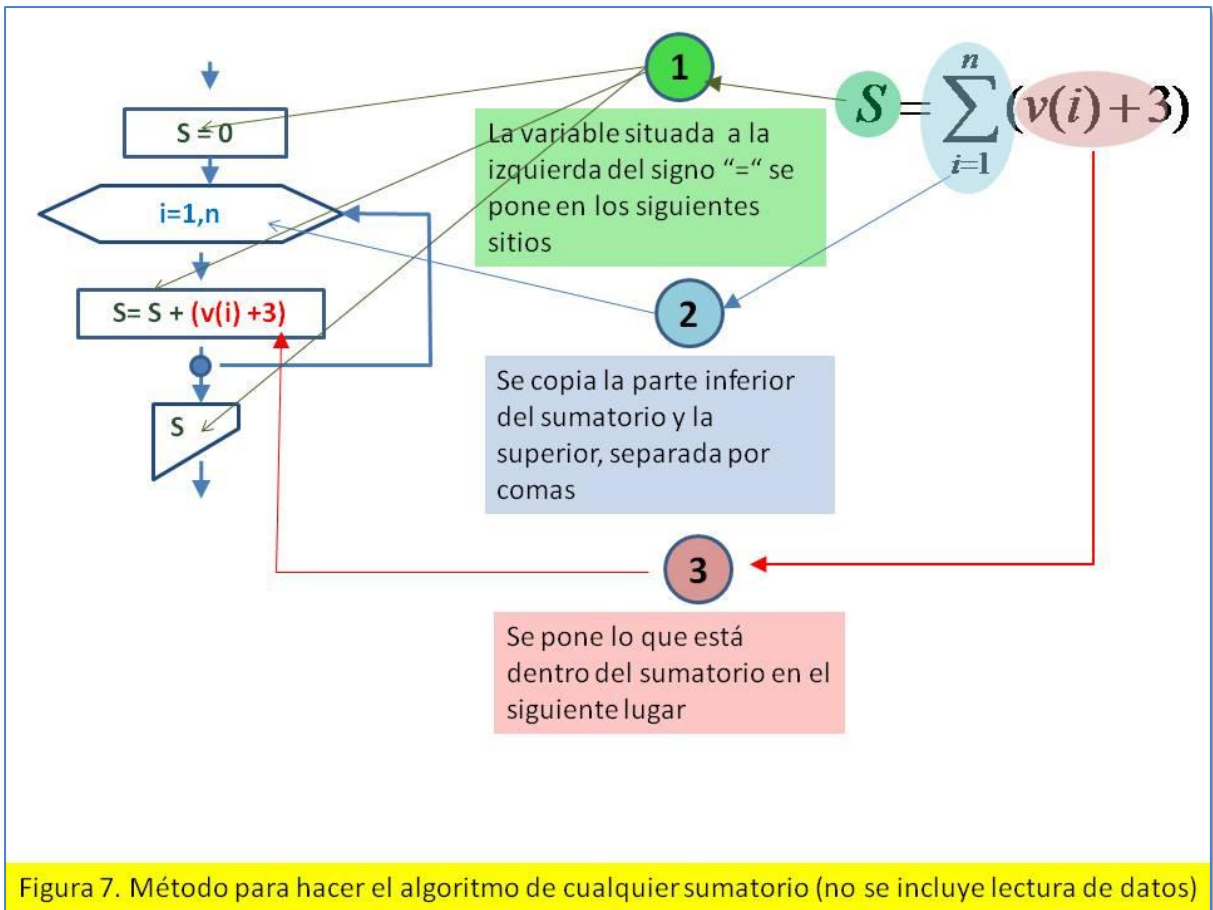 S = 0
i=1,n
S= S + (v(i) +3)
S
1
La variable situada a la
izquierda del signo “=“ se
pone en los siguientes
sitios
S = ∑ (v(i)+3)
n
i=1
2
Se copia la parte inferior
del sumatorio y la
superior, separada por
comas
3
Se pone lo que está
dentro del sumatorio en el
siguiente lugar
Figura 7. Método para hacer el algoritmo de cualquier sumatorio (no se incluye lectura de datos)